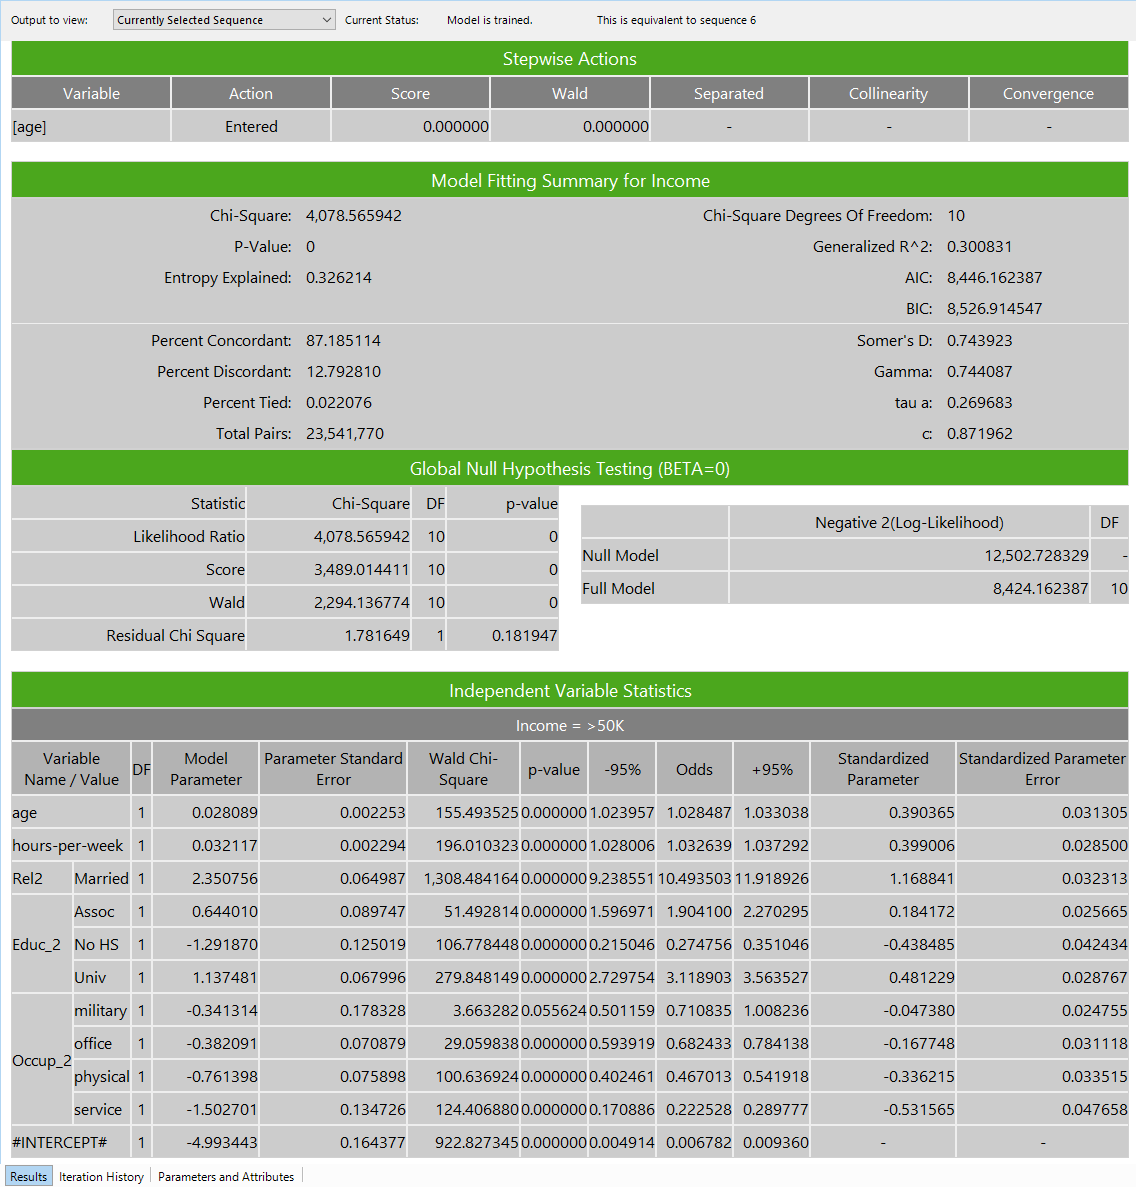 Output to view: Currently Selected Sequence Current Status: Model is trained. This is equivalent to sequence 6
Stepwise Actions
Variable Action Score Wald Separated Collinearity Convergence
[age] Entered 0.000000 0.000000 - - -
Model Fitting Summary for Income
Chi-Square: 4,078.565942 Chi-Square Degrees Of Freedom: 10
P-Value: 0 Generalized R^2: 0.300831
Entropy Explained: 0.326214 AIC: 8,446.162387
BIC: 8,526.914547
Percent Concordant: 87.185114 Somer's D: 0.743923
Percent Discordant: 12.792810 Gamma: 0.744087
Percent Tied: 0.022076 tau a: 0.269683
Total Pairs: 23,541,770 c: 0.871962
Global Null Hypothesis Testing (BETA=0)
Statistic Chi-Square DF p-value
Likelihood Ratio 4,078.565942 10 0
Score 3,489.014411 10 0
Wald 2,294.136774 10 0
Residual Chi Square 1.781649 1 0.181947
Negative 2(Log-Likelihood) DF
Null Model 12,502.728329 -
Full Model 8,424.162387 10
Independent Variable Statistics
Income = >50K
Variable Name / Value DF Model Parameter Parameter Standard Error Wald Chi-Square p-value -95% Odds +95% Standardized Parameter Standardized Parameter Error
age 1 0.028089 0.002253 155.493525 0.000000 1.023957 1.028487 1.033038 0.390365 0.031305
hours-per-week 1 0.032117 0.002294 196.010323 0.000000 1.028006 1.032639 1.037292 0.399006 0.028500
Rel2 Married 1 2.350756 0.064987 1,308.484164 0.000000 9.238551 10.493503 11.918926 1.168841 0.032313
Educ_2 Assoc 1 0.644010 0.089747 51.492814 0.000000 1.596971 1.904100 2.270295 0.184172 0.025665
No HS 1 -1.291870 0.125019 106.778448 0.000000 0.215046 0.274756 0.351046 -0.438485 0.042434
Univ 1 1.137481 0.067996 279.848149 0.000000 2.729754 3.118903 3.563527 0.481229 0.028767
Occup_2 military 1 -0.341314 0.178328 3.663282 0.055624 0.501159 0.710835 1.008236 -0.047380 0.024755
office 1 -0.382091 0.070879 29.059838 0.000000 0.593919 0.682433 0.784138 -0.167748 0.031118
physical 1 -0.761398 0.075898 100.636924 0.000000 0.402461 0.467013 0.541918 -0.336215 0.033515
service 1 -1.502701 0.134726 124.406880 0.000000 0.170886 0.222528 0.289777 -0.531565 0.047658
#INTERCEPT# 1 -4.993443 0.164377 922.827345 0.000000 0.004914 0.006782 0.009360 - -
Results Iteration History Parameters and Attributes